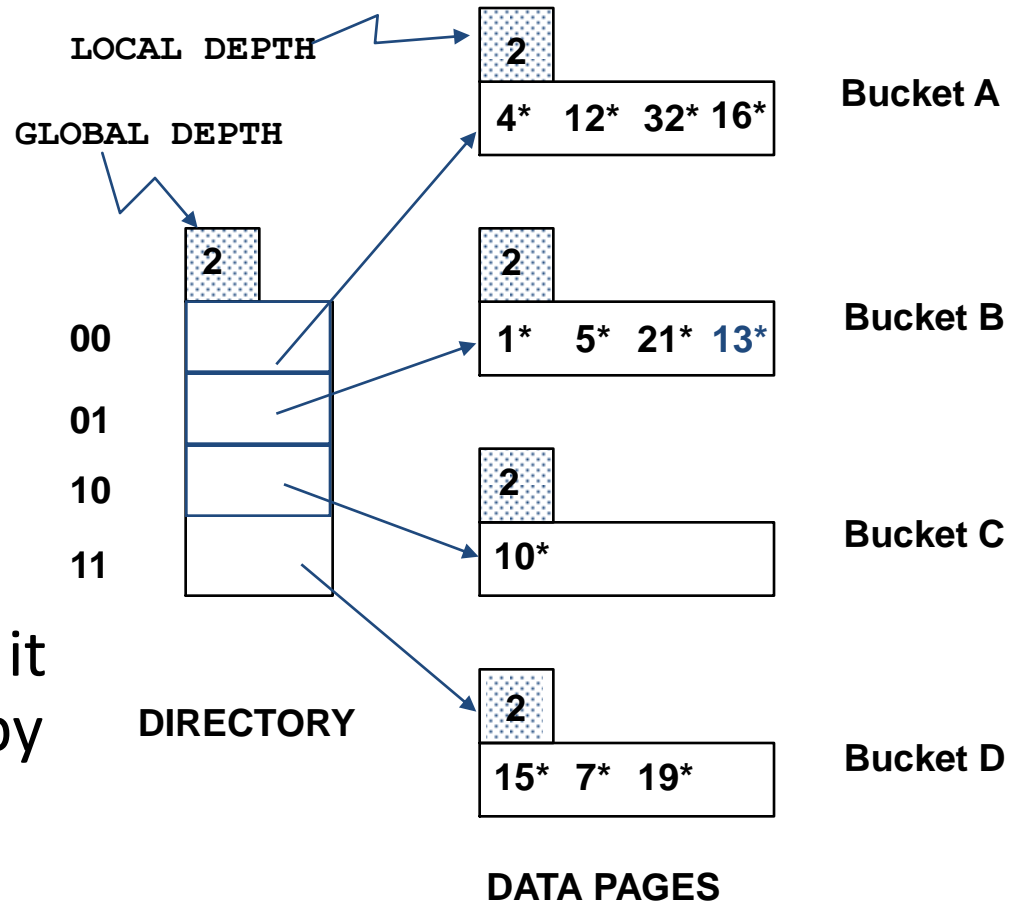 LOCAL DEPTH
GLOBAL DEPTH
2
4* 12* 32* 16*
Bucket A
2
00
01
10
11
2
1* 5* 21* 13*
Bucket B
2
10*
Bucket C
2
15* 7* 19*
Bucket D
it
by
DIRECTORY
DATA PAGES